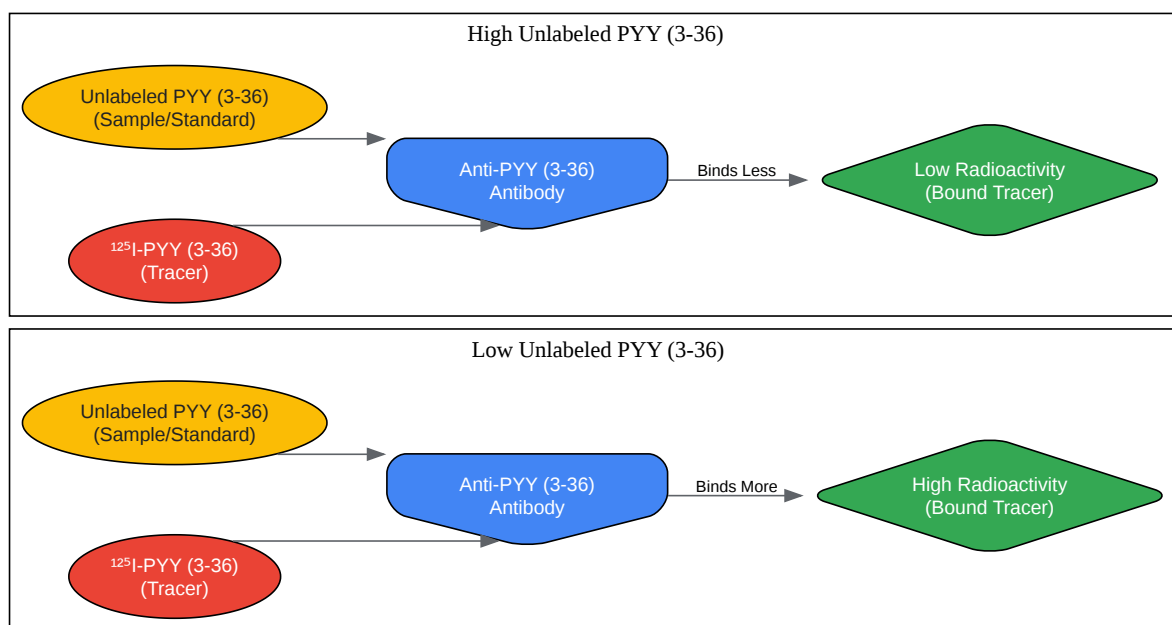 High Unlabeled PYY (3-36)
Unlabeled PYY (3-36)
(Sample/Standard)
Anti-PYY (3-36)
Antibody
Binds Less
Low Radioactivity
(Bound Tracer)
¹²⁵I-PYY (3-36)
(Tracer)
Low Unlabeled PYY (3-36)
Unlabeled PYY (3-36)
(Sample/Standard)
Anti-PYY (3-36)
Antibody
Binds More
High Radioactivity
(Bound Tracer)
¹²⁵I-PYY (3-36)
(Tracer)